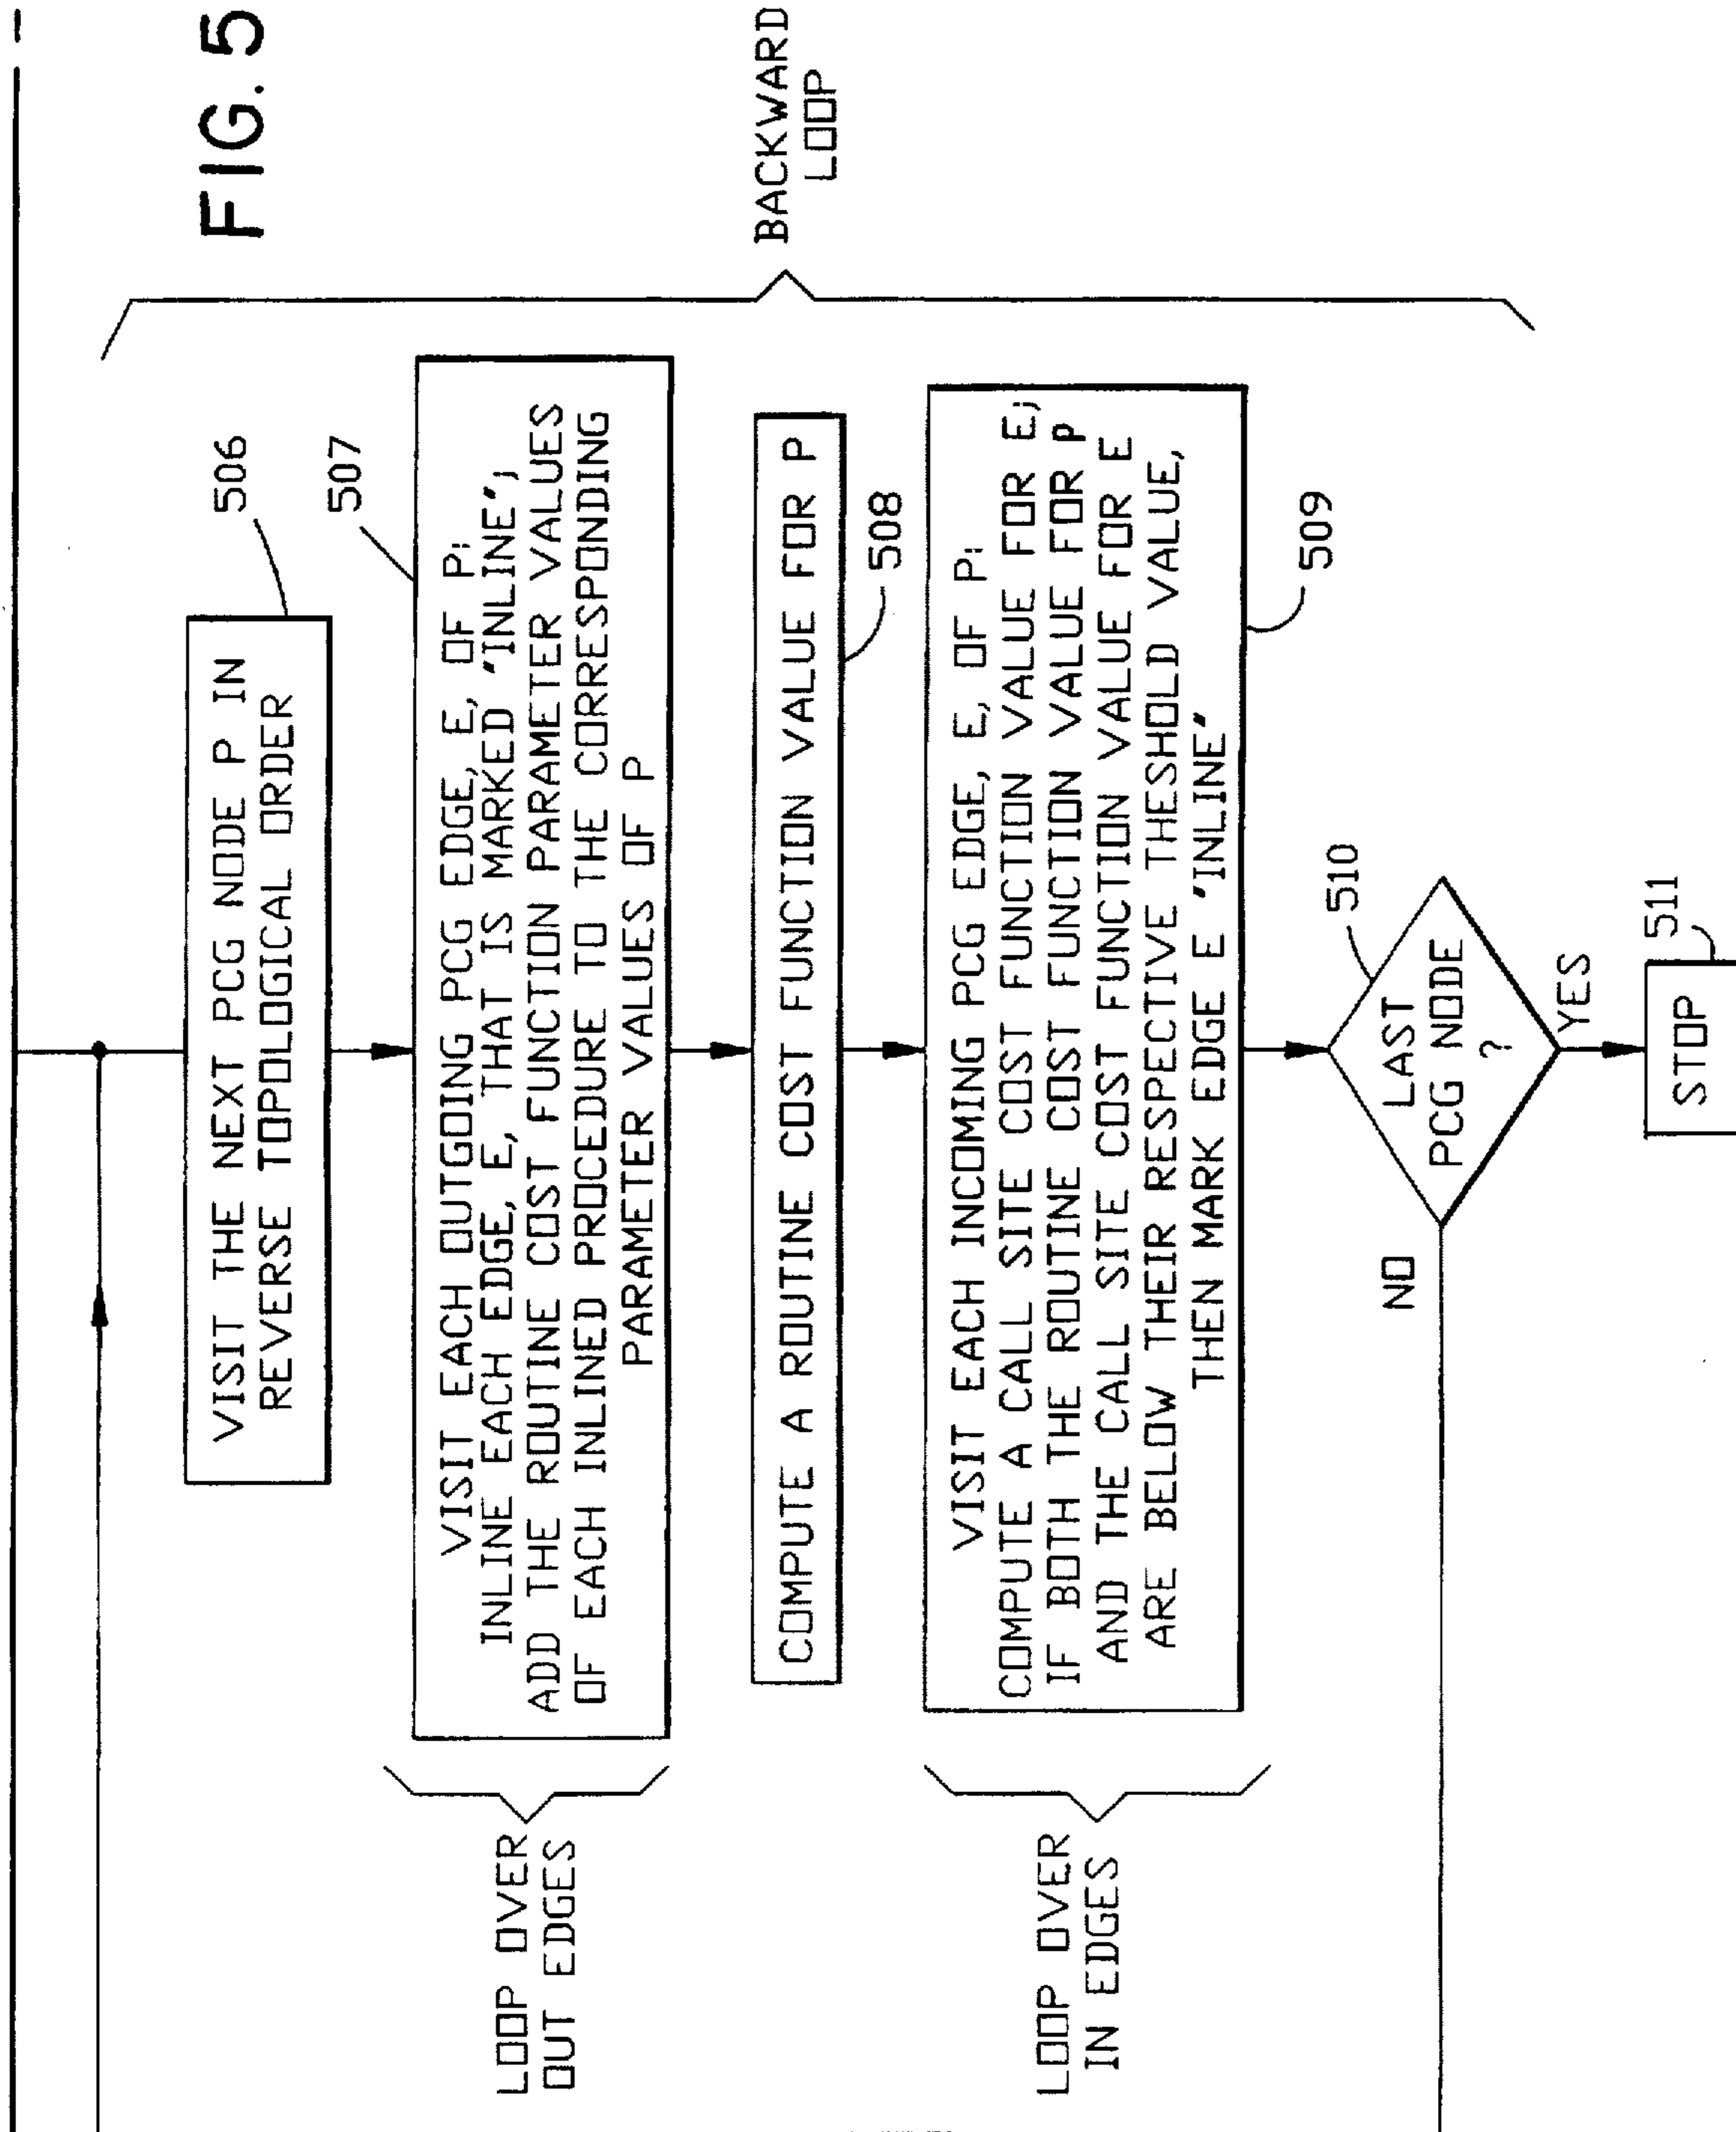 FIG. 5
BACKWARD
LOOP
506
VISIT THE NEXT PCG NODE P IN
REVERSE TOPOLOGICAL ORDER
507
VISIT EACH OUTGOING PCG EDGE, E, OF P:
INLINE EACH EDGE, E, THAT IS MARKED "INLINE";
ADD THE ROUTINE COST FUNCTION PARAMETER VALUES
OF EACH INLINED PROCEDURE TO THE CORRESPONDING
PARAMETER VALUES OF P
LOOP OVER
OUT EDGES
COMPUTE A ROUTINE COST FUNCTION VALUE FOR P
508
VISIT EACH INCOMING PCG EDGE, E, OF P:
COMPUTE A CALL SITE COST FUNCTION VALUE FOR E;
IF BOTH THE ROUTINE COST FUNCTION VALUE FOR P
AND THE CALL SITE COST FUNCTION VALUE FOR E
ARE BELOW THEIR RESPECTIVE THESHOLD VALUE,
THEN MARK EDGE E "INLINE"
509
LOOP OVER
IN EDGES
510
LAST
PCG NODE
?
NO
YES
511
STOP